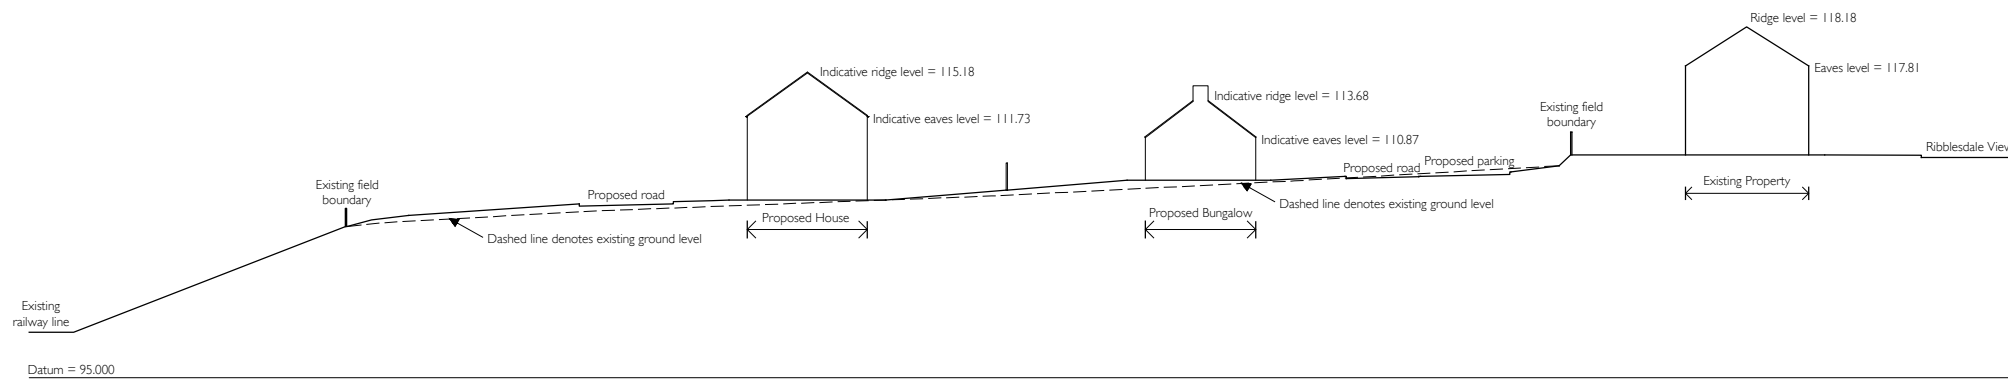 Ridge level = 118.18
Indicative ridge level = 115.18
Eaves level = 117.81
Indicative ridge level = 113.68
Existing field
boundary
Indicative eaves level = 111.73
Indicative eaves level = 110.87
Ribblesdale View
Proposed road
Proposed parking
Existing field
boundary
Proposed road
Existing Property
Proposed House
Proposed Bungalow
Dashed line denotes existing ground level
Dashed line denotes existing ground level
Existing
railway line
Datum = 95.000